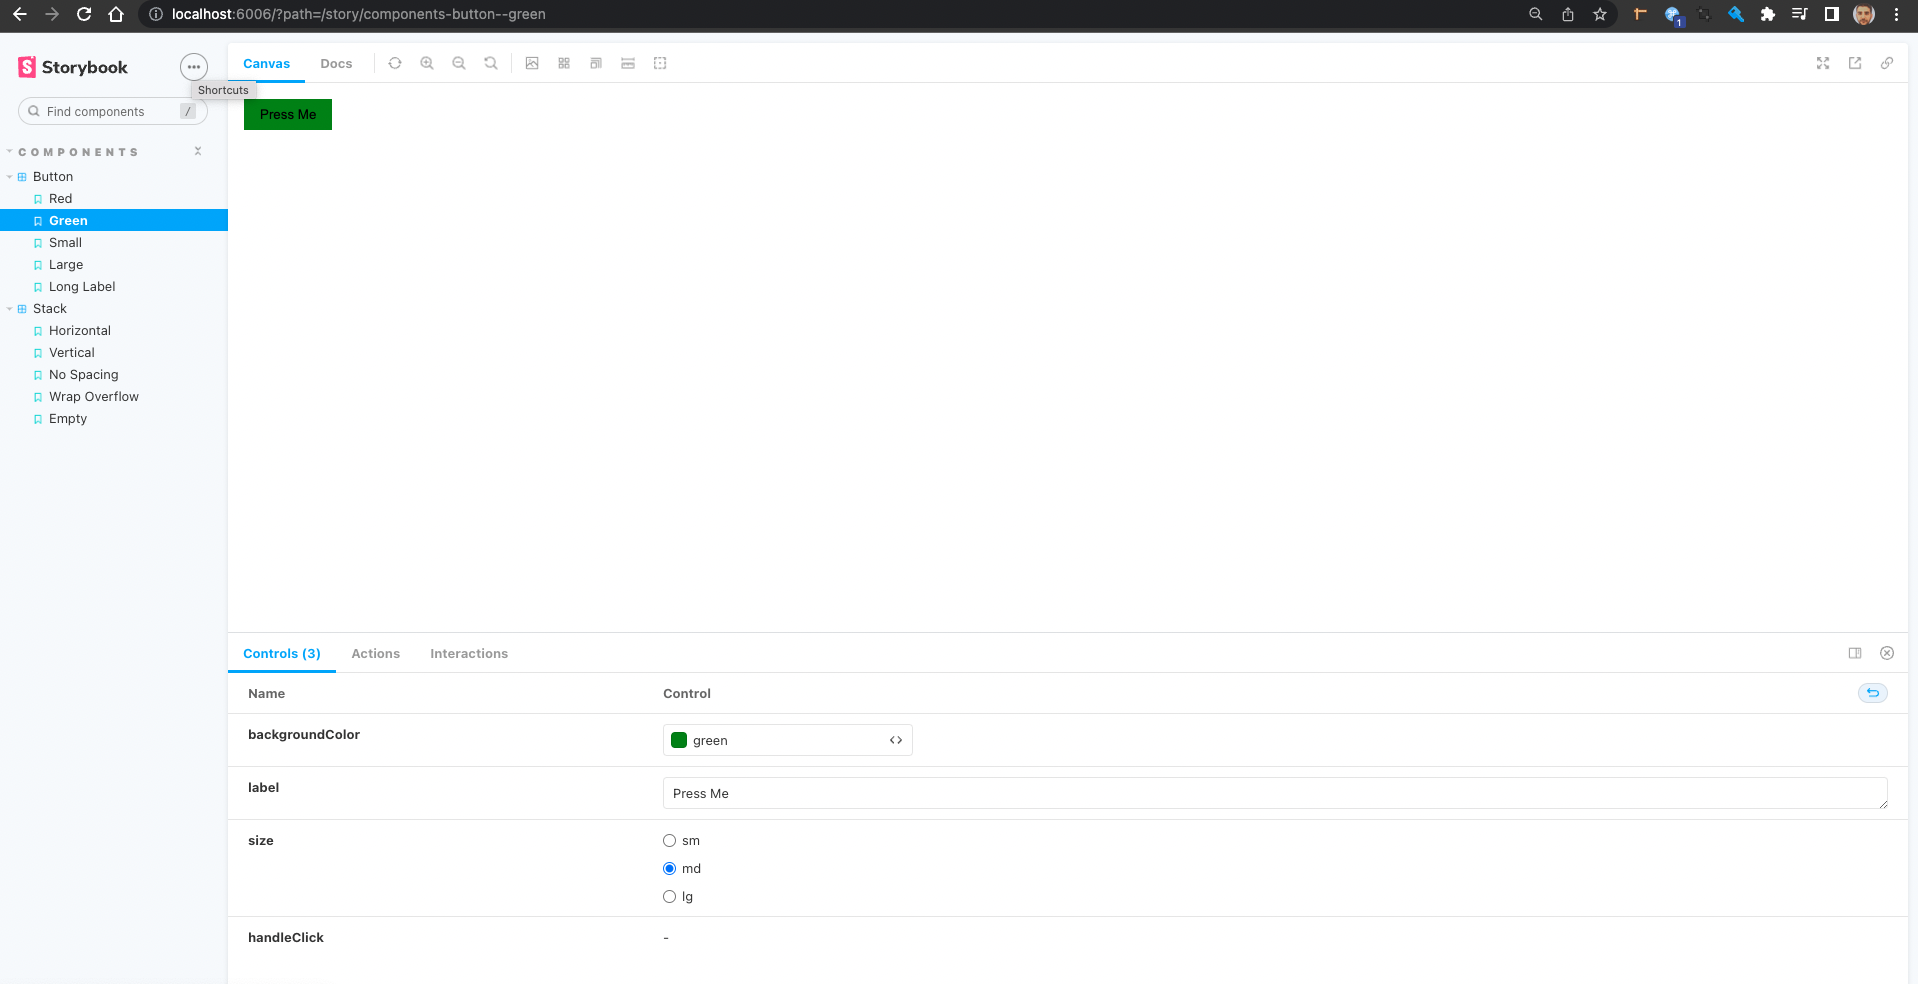 localhost:6006/?path=/story/components-button--green
1
Storybook
Canvas
Docs
Shortcuts
Find components
/
Press Me
COMPONENTS
Button
Red
Green
Small
Large
Long Label
Stack
Horizontal
Vertical
No Spacing
Wrap Overflow
Empty
Controls (3)
Actions
Interactions
Name
Control
backgroundColor
green
label
Press Me
size
sm
md
lg
handleClick
-